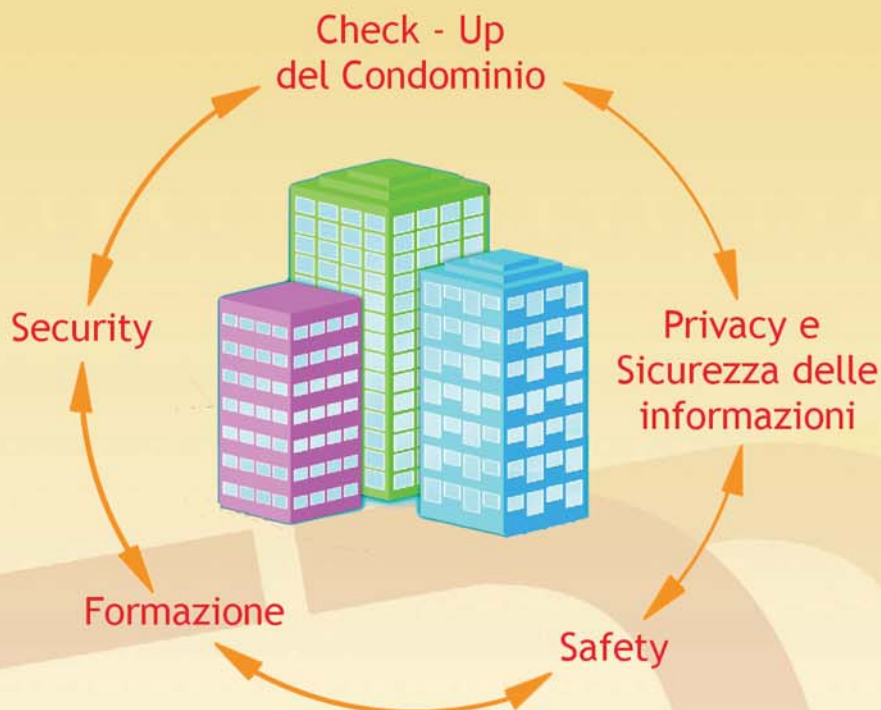 Check - Up
del Condominio
Security
Privacy e
Sicurezza delle
informazioni
Formazione
Safety